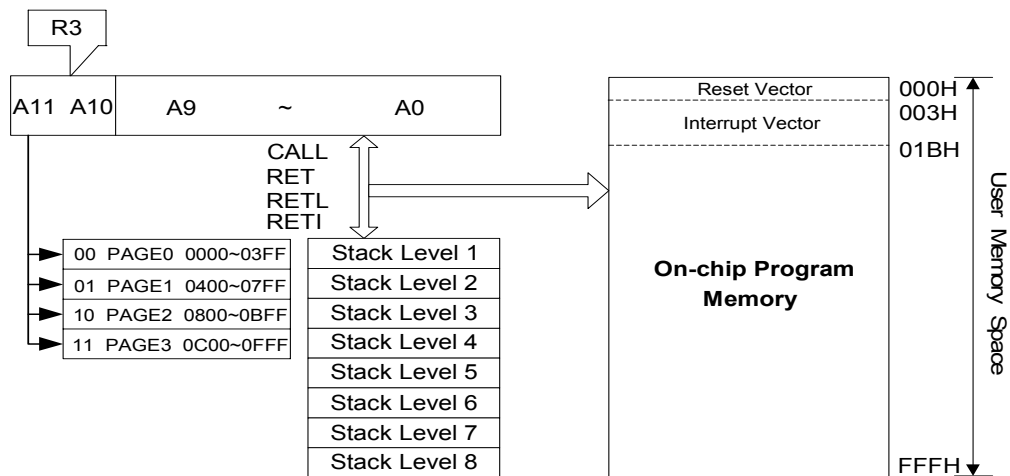 R3
A11 A10 A9 ~ A0
CALL
RET
RETL
RETI
00 PAGE0 0000~03FF
01 PAGE1 0400~07FF
10 PAGE2 0800~0BFF
11 PAGE3 0C00~0FFF
Stack Level 1
Stack Level 2
Stack Level 3
Stack Level 4
Stack Level 5
Stack Level 6
Stack Level 7
Stack Level 8
Reset Vector
Interrupt Vector
On-chip Program
Memory
000H
003H
01BH
FFFH
User Memory Space